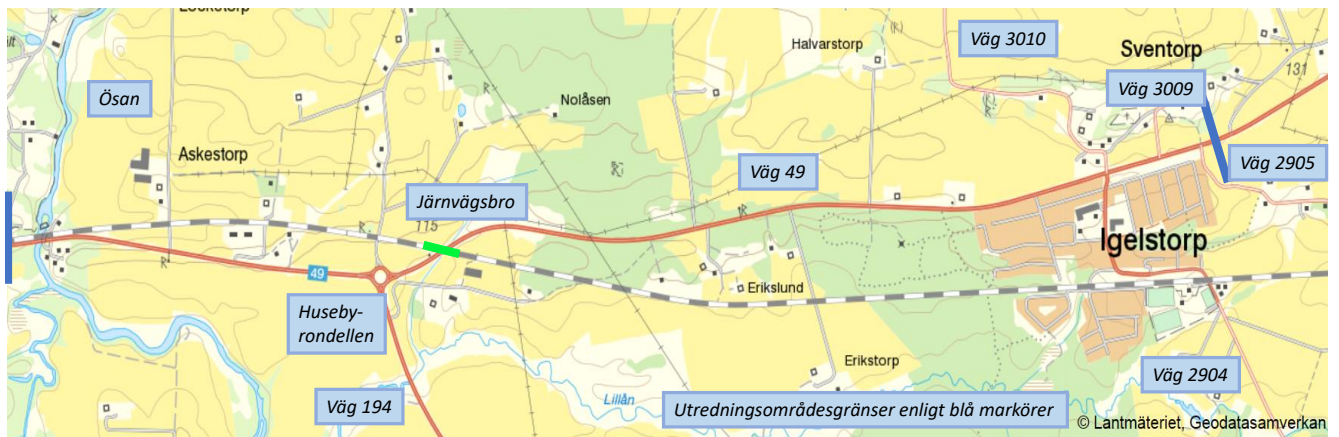 Locketorp
Halvarstorp
(R)
Väg 3010
Sventorp
131
Ösan
Nolåsen
Väg 3009
Askestorp
Väg 49
Väg 2905
Järnvägsbro
115
Igelstorp
49
Erikslund
Huseby-
rondellen
Erikstorp
Väg 194
Lillån
Utredningsområdesgränser enligt blå markörer
Väg 2904
© Lantmäteriet, Geodatasamverkan